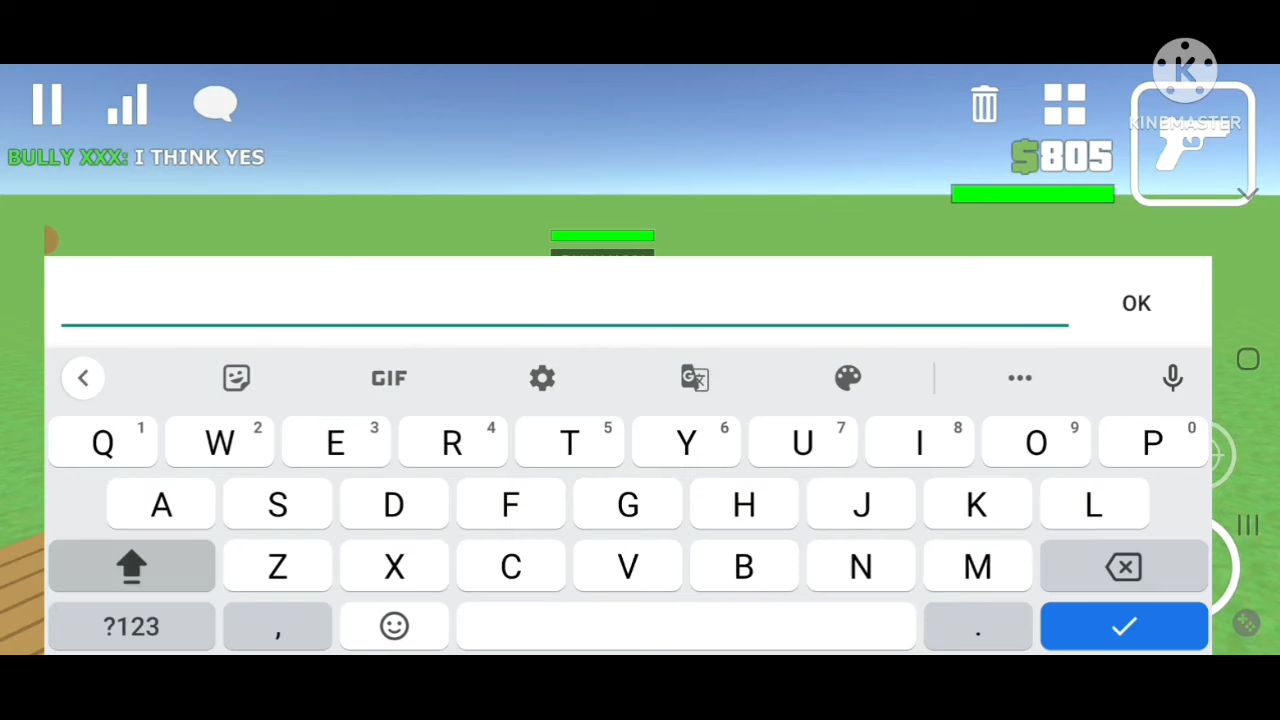 K
KINEMASTER
BULLY XXX: I THINK YES
$805
OK
GIF
G
Q 1 W 2 E 3 R 4 T 5 Y 6 U 7 I 8 O 9 P 0
A S D F G H J K L
Z X C V B N M
?123 , .